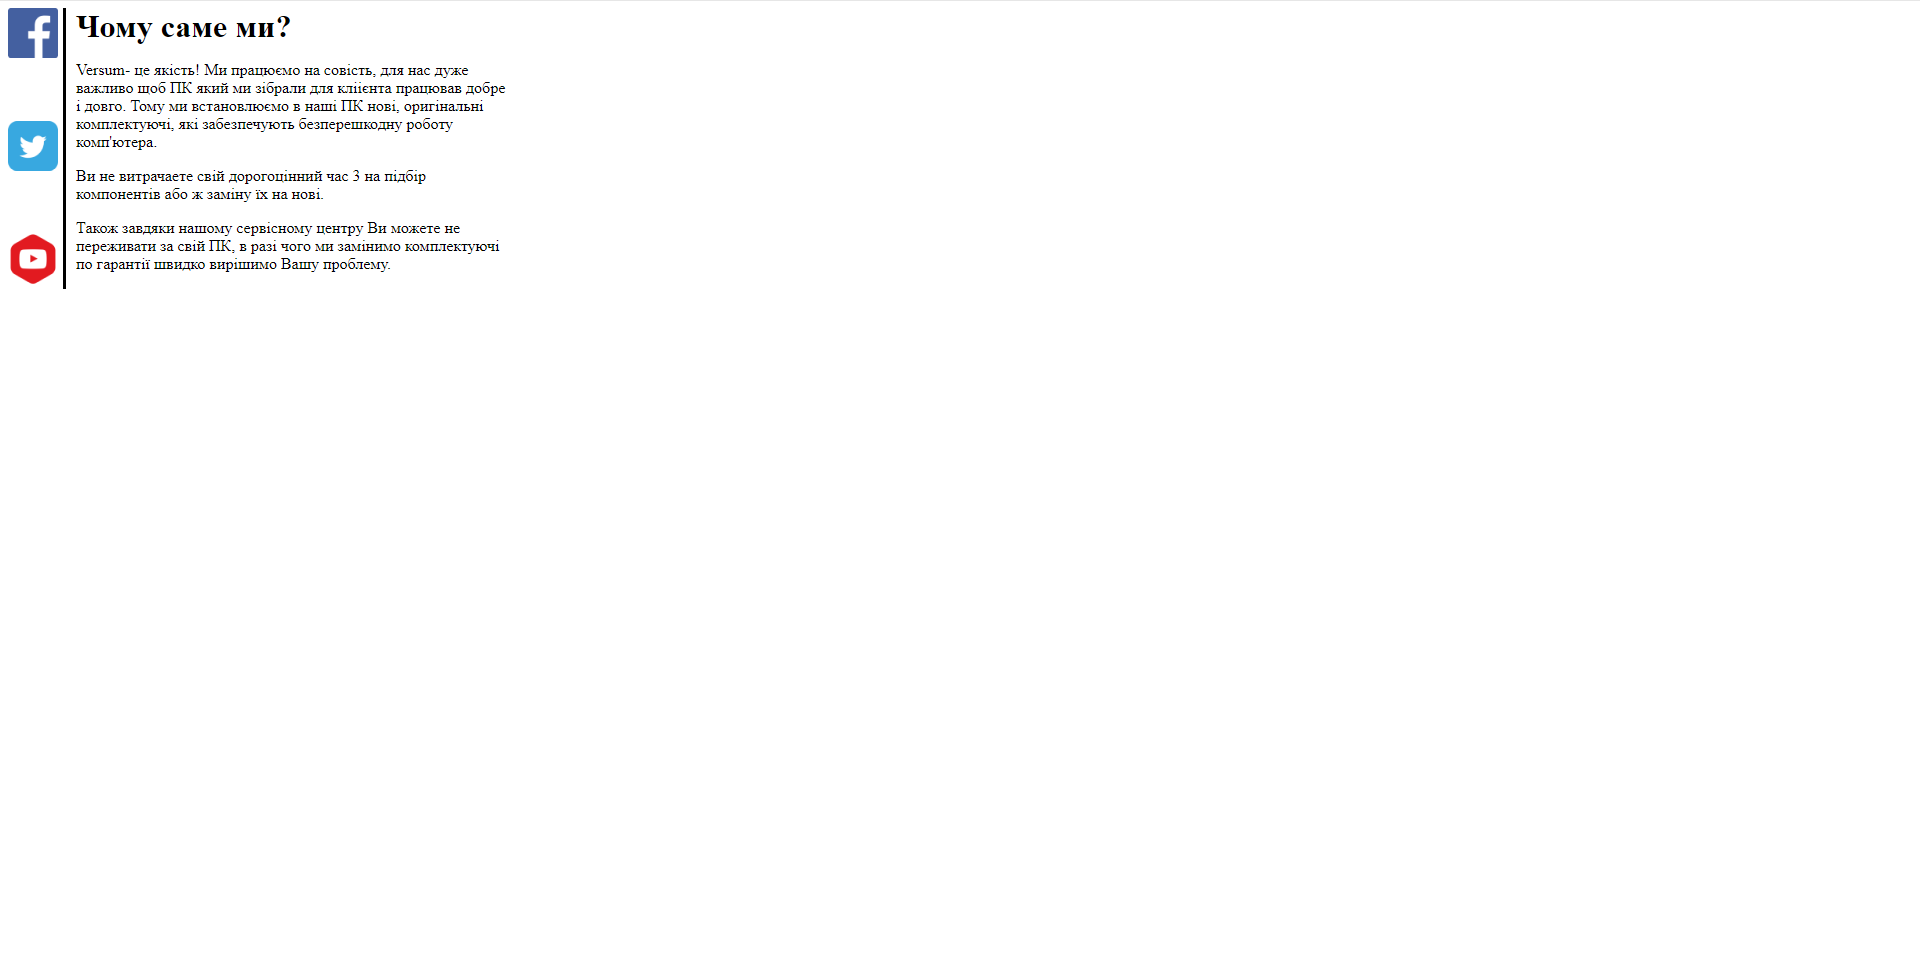 Чому саме ми?
Versum- це якість! Ми працюємо на совість, для нас дуже
важливо щоб ПК який ми зібрали для кліієнта працював добре
і довго. Тому ми встановлюємо в наші ПК нові, оригінальні
комплектуючі, які забезпечують безперешкодну роботу
комп'ютера.
Ви не витрачаете свій дорогоцінний час З на підбір
компонентів або ж заміну їх на нові.
Також завдяки нашому сервісному центру Ви можете не
переживати за свій ПК, в разі чого ми замінимо комплектуючі
по гарантії швидко вирішимо Вашу проблему.